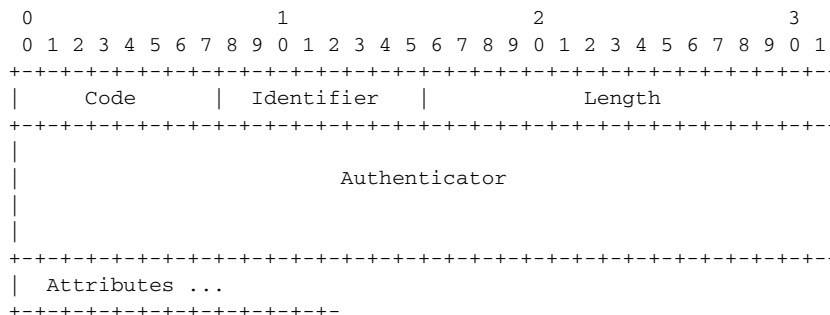 0                   1                   2                   3
 0 1 2 3 4 5 6 7 8 9 0 1 2 3 4 5 6 7 8 9 0 1 2 3 4 5 6 7 8 9 0 1
+-+-+-+-+-+-+-+-+-+-+-+-+-+-+-+-+-+-+-+-+-+-+-+-+-+-+-+-+-+-+-+--
|     Code      |  Identifier   |            Length
+-+-+-+-+-+-+-+-+-+-+-+-+-+-+-+-+-+-+-+-+-+-+-+-+-+-+-+-+-+-+-+--
|
|                         Authenticator
|
|
+-+-+-+-+-+-+-+-+-+-+-+-+-+-+-+-+-+-+-+-+-+-+-+-+-+-+-+-+-+-+-+--
|  Attributes ...
+-+-+-+-+-+-+-+-+-+-+-+-+-